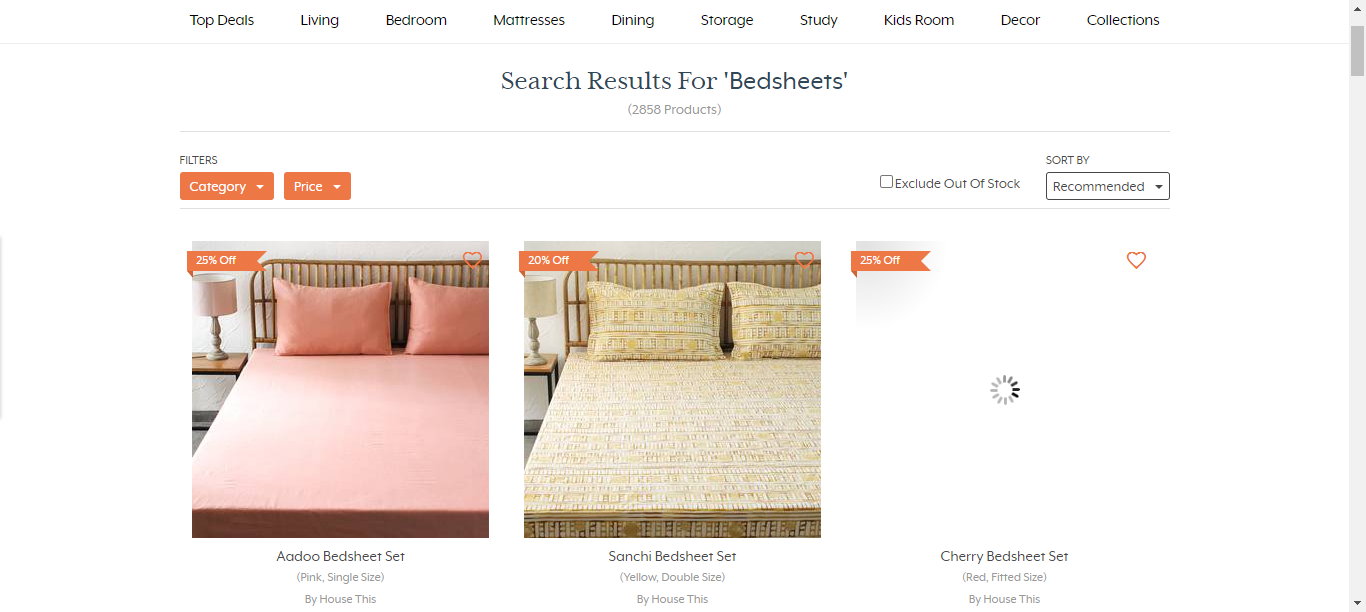 Top Deals Living Bedroom Mattresses Dining Storage Study Kids Room Decor Collections
Search Results For 'Bedsheets'
(2858 Products)
FILTERS SORT BY
Category Price Exclude Out Of Stock Recommended
25% Off 20% Off 25% Off
Aadoo Bedsheet Set Sanchi Bedsheet Set Cherry Bedsheet Set
(Pink, Single Size) (Yellow, Double Size) (Red, Fitted Size)
By House This By House This By House This